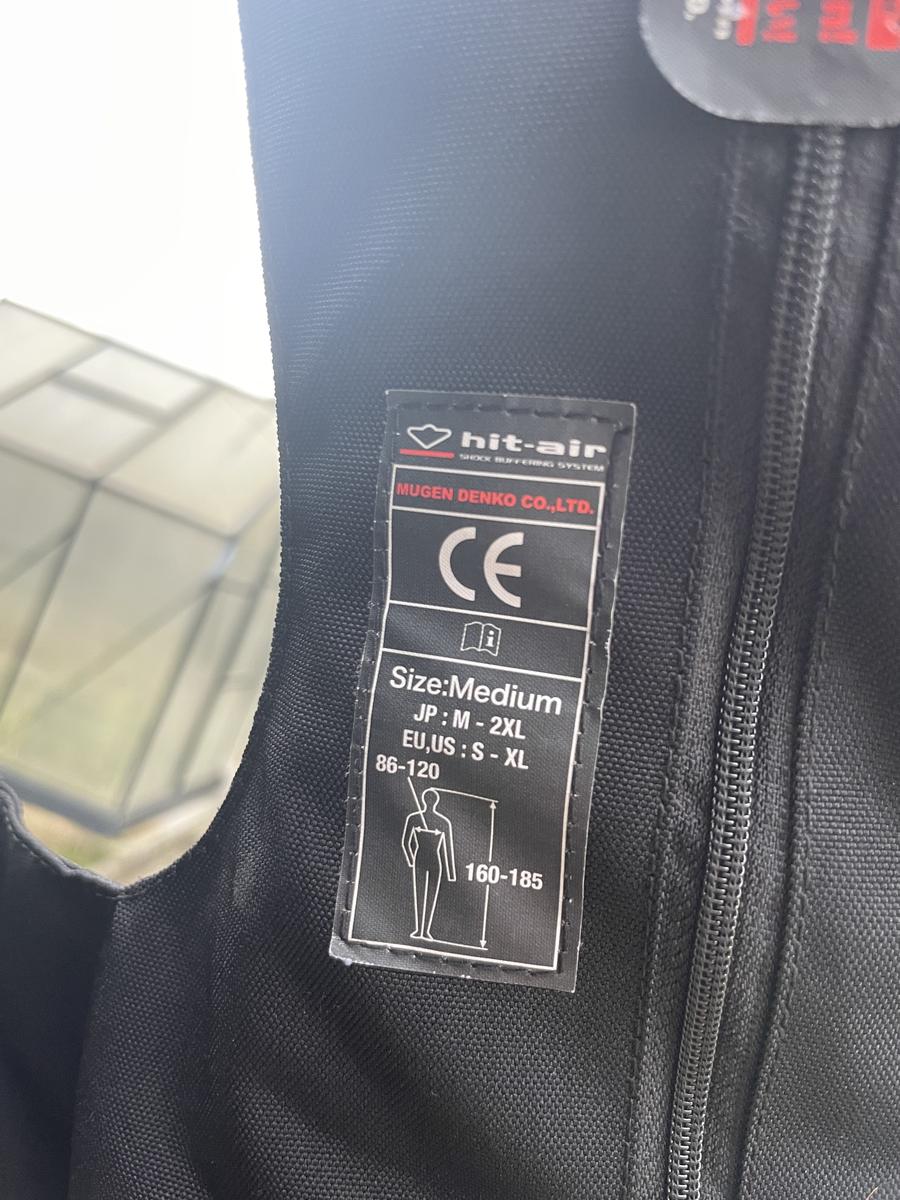 hit-air
SHOCK BUFFERING SYSTEM
MUGEN DENKO CO.,LTD.
CE
i
Size:Medium
JP : M - 2XL
EU,US : S - XL
86-120
160-185